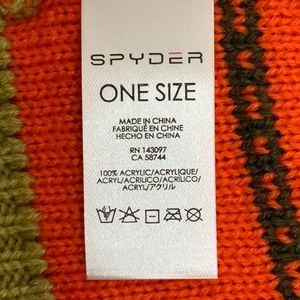 SPYDER
ONE SIZE
MADE IN CHINA
FABRIQUÉ EN CHINE
HECHO EN CHINA
RN 143097
CA 58744
100% ACRYLIC/ACRYLIQUE/
ACRYL/ACRILICO/ACRILICO/
ACRYL/アクリル